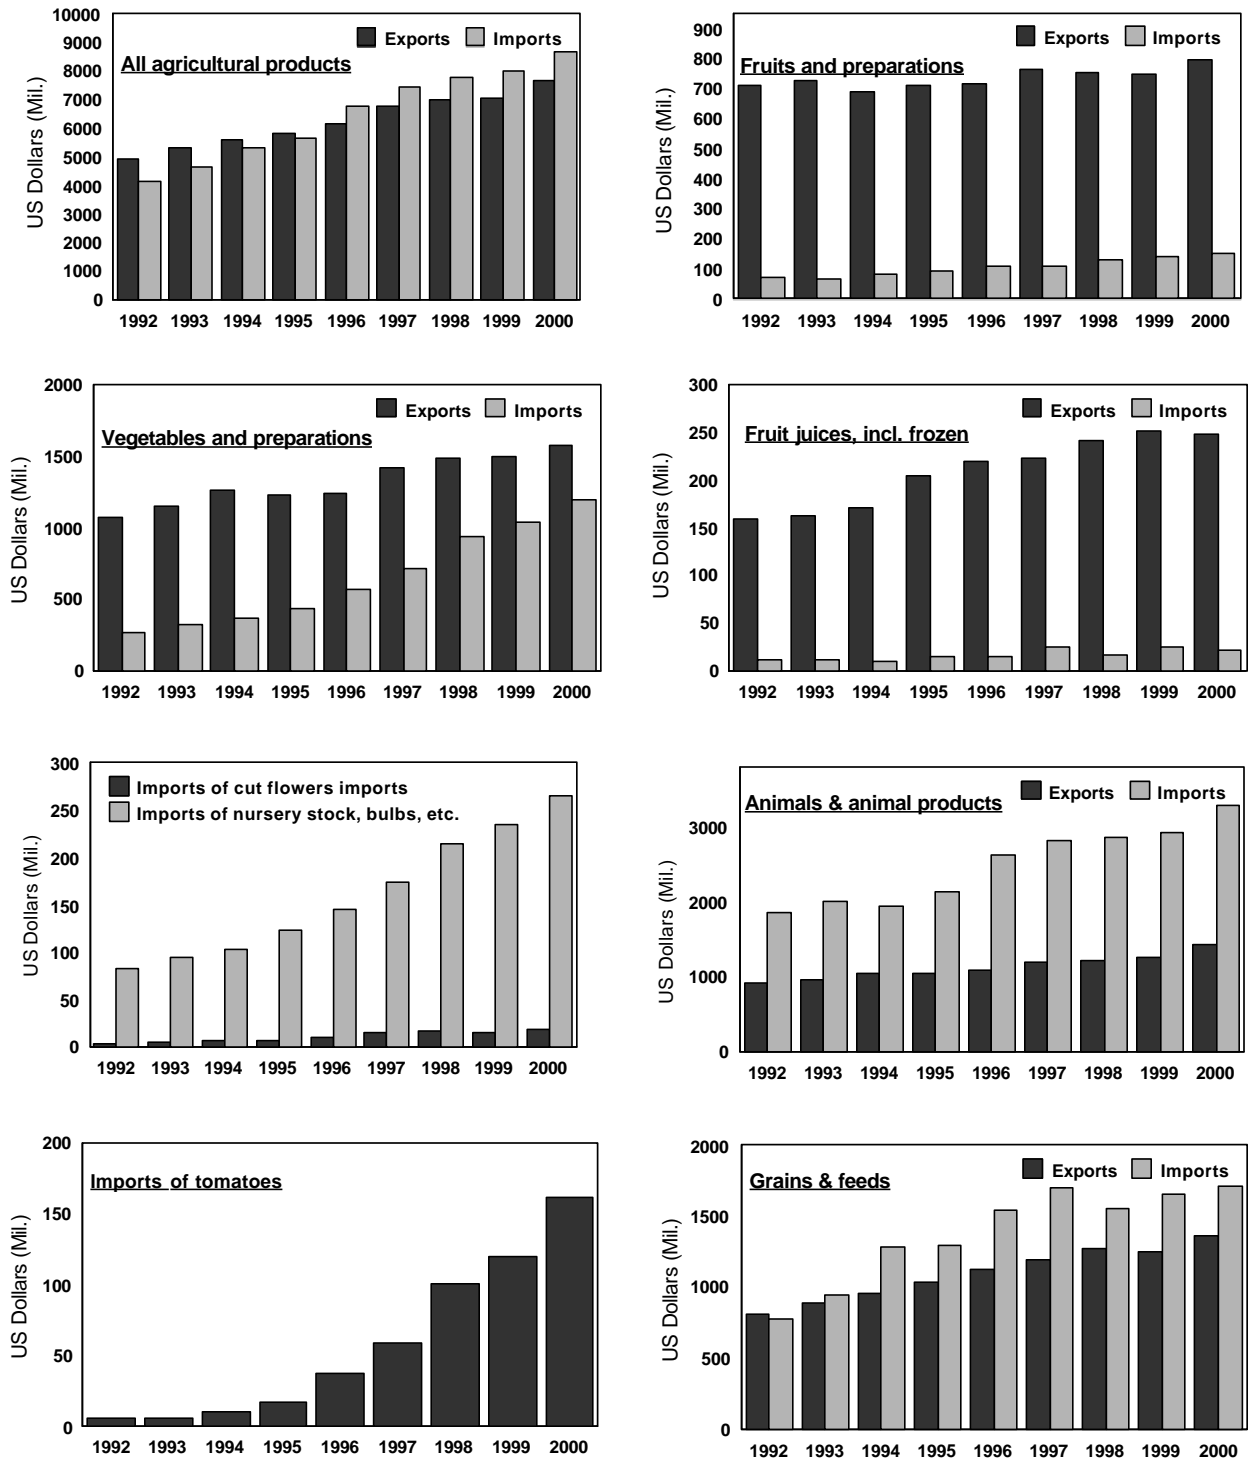 10000
9000
8000
7000
6000
5000
4000
3000
2000
1000
0
US Dollars (Mil.)
Exports Imports
All agricultural products
1992 1993 1994 1995 1996 1997 1998 1999 2000
900
800
700
600
500
400
300
200
100
0
US Dollars (Mil.)
Exports Imports
Fruits and preparations
1992 1993 1994 1995 1996 1997 1998 1999 2000
2000
1500
1000
500
0
US Dollars (Mil.)
Exports Imports
Vegetables and preparations
1992 1993 1994 1995 1996 1997 1998 1999 2000
300
250
200
150
100
50
0
US Dollars (Mil.)
Exports Imports
Fruit juices, incl. frozen
1992 1993 1994 1995 1996 1997 1998 1999 2000
300
250
200
150
100
50
0
US Dollars (Mil.)
Imports of cut flowers imports
Imports of nursery stock, bulbs, etc.
1992 1993 1994 1995 1996 1997 1998 1999 2000
3000
2000
1000
0
US Dollars (Mil.)
Exports Imports
Animals & animal products
1992 1993 1994 1995 1996 1997 1998 1999 2000
200
150
100
50
0
US Dollars (Mil.)
Imports of tomatoes
1992 1993 1994 1995 1996 1997 1998 1999 2000
2000
1500
1000
500
0
US Dollars (Mil.)
Exports Imports
Grains & feeds
1992 1993 1994 1995 1996 1997 1998 1999 2000